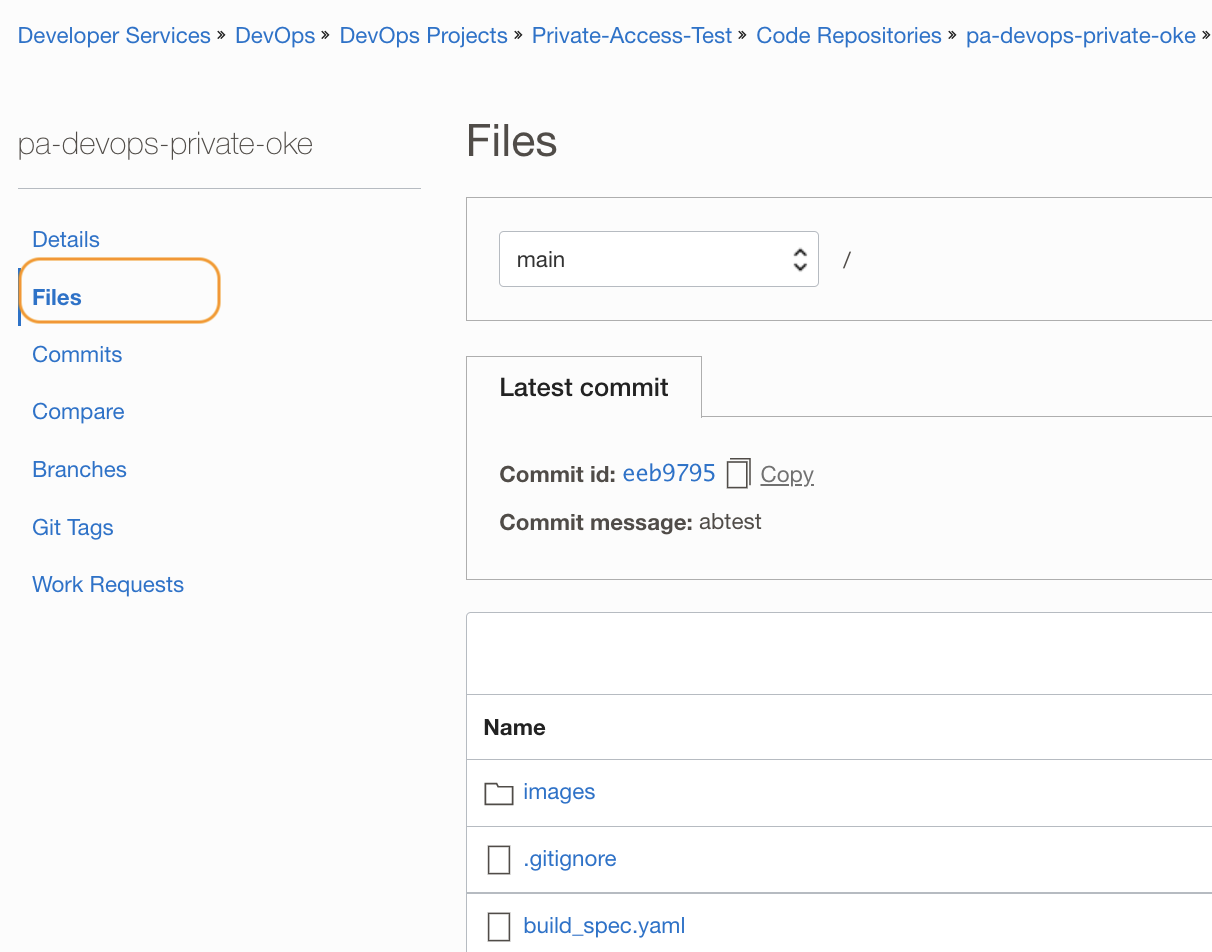 Developer Services » DevOps » DevOps Projects » Private-Access-Test » Code Repositories » pa-devops-private-oke »
pa-devops-private-oke
Details
Files
Commits
Compare
Branches
Git Tags
Work Requests
Files
main /
Latest commit
Commit id: eeb9795 Copy
Commit message: abtest
Name
images
.gitignore
build_spec.yaml